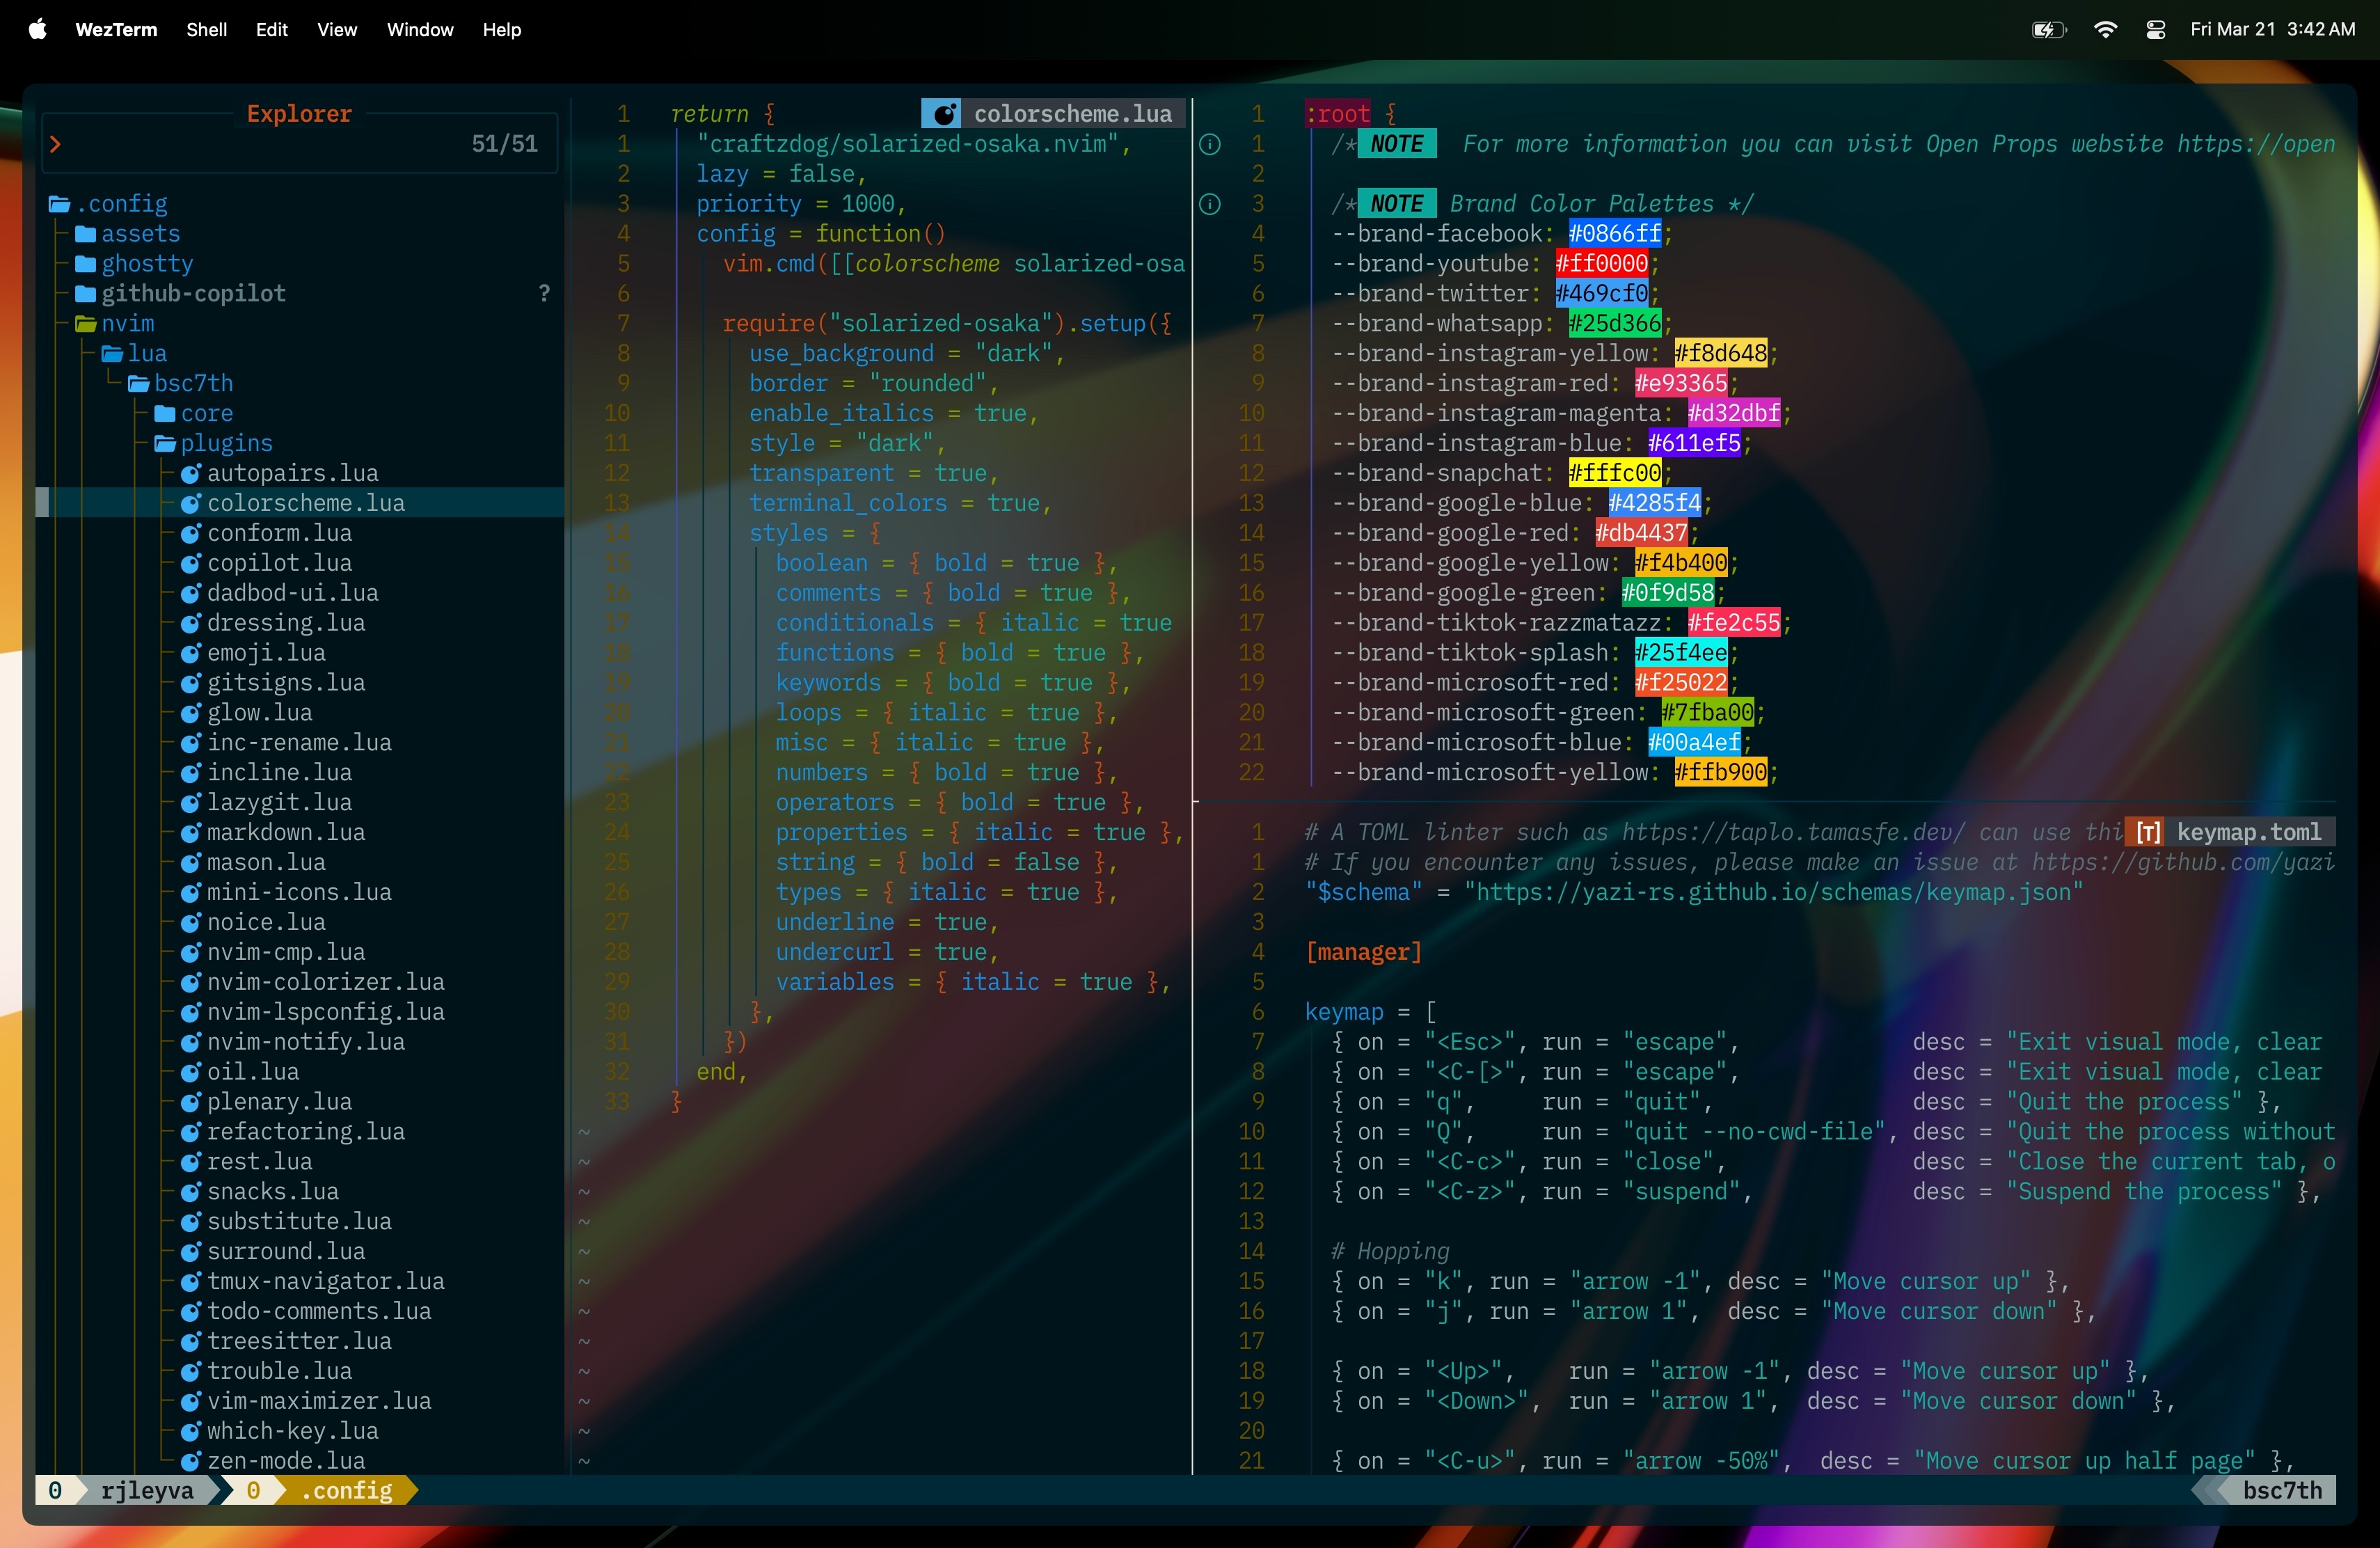 WezTerm Shell Edit View Window Help
Fri Mar 21 3:42 AM
Explorer
> 51/51
.config
assets
ghostty
github-copilot ?
nvim
lua
bsc7th
core
plugins
autopairs.lua
colorscheme.lua
conform.lua
copilot.lua
dadbod-ui.lua
dressing.lua
emoji.lua
gitsigns.lua
glow.lua
inc-rename.lua
incline.lua
lazygit.lua
markdown.lua
mason.lua
mini-icons.lua
noice.lua
nvim-cmp.lua
nvim-colorizer.lua
nvim-lspconfig.lua
nvim-notify.lua
oil.lua
plenary.lua
refactoring.lua
rest.lua
snacks.lua
substitute.lua
surround.lua
tmux-navigator.lua
todo-comments.lua
treesitter.lua
trouble.lua
vim-maximizer.lua
which-key.lua
zen-mode.lua
1 return { colorscheme.lua
1 "craftzdog/solarized-osaka.nvim",
2 lazy = false,
3 priority = 1000,
4 config = function()
5 vim.cmd([[colorscheme solarized-osa
6
7 require("solarized-osaka").setup({
8 use_background = "dark",
9 border = "rounded",
10 enable_italics = true,
11 style = "dark",
12 transparent = true,
13 terminal_colors = true,
14 styles = {
15 boolean = { bold = true },
16 comments = { bold = true },
17 conditionals = { italic = true
18 functions = { bold = true },
19 keywords = { bold = true },
20 loops = { italic = true },
21 misc = { italic = true },
22 numbers = { bold = true },
23 operators = { bold = true },
24 properties = { italic = true },
25 string = { bold = false },
26 types = { italic = true },
27 underline = true,
28 undercurl = true,
29 variables = { italic = true },
30 },
31 })
32 end,
33 }
~
~
~
~
~
~
~
~
~
~
~
~
1 :root {
1 /* NOTE For more information you can visit Open Props website https://open
2
3 /* NOTE Brand Color Palettes */
4 --brand-facebook: #0866ff;
5 --brand-youtube: #ff0000;
6 --brand-twitter: #469cf0;
7 --brand-whatsapp: #25d366;
8 --brand-instagram-yellow: #f8d648;
9 --brand-instagram-red: #e93365;
10 --brand-instagram-magenta: #d32dbf;
11 --brand-instagram-blue: #611ef5;
12 --brand-snapchat: #fffc00;
13 --brand-google-blue: #4285f4;
14 --brand-google-red: #db4437;
15 --brand-google-yellow: #f4b400;
16 --brand-google-green: #0f9d58;
17 --brand-tiktok-razzmatazz: #fe2c55;
18 --brand-tiktok-splash: #25f4ee;
19 --brand-microsoft-red: #f25022;
20 --brand-microsoft-green: #7fba00;
21 --brand-microsoft-blue: #00a4ef;
22 --brand-microsoft-yellow: #ffb900;
1 # A TOML linter such as https://taplo.tamasfe.dev/ can use thi [T] keymap.toml
1 # If you encounter any issues, please make an issue at https://github.com/yazi
2 "$schema" = "https://yazi-rs.github.io/schemas/keymap.json"
3
4 [manager]
5
6 keymap = [
7 { on = "<Esc>", run = "escape", desc = "Exit visual mode, clear
8 { on = "<C-[>", run = "escape", desc = "Exit visual mode, clear
9 { on = "q", run = "quit", desc = "Quit the process" },
10 { on = "Q", run = "quit --no-cwd-file", desc = "Quit the process without
11 { on = "<C-c>", run = "close", desc = "Close the current tab, o
12 { on = "<C-z>", run = "suspend", desc = "Suspend the process" },
13
14 # Hopping
15 { on = "k", run = "arrow -1", desc = "Move cursor up" },
16 { on = "j", run = "arrow 1", desc = "Move cursor down" },
17
18 { on = "<Up>", run = "arrow -1", desc = "Move cursor up" },
19 { on = "<Down>", run = "arrow 1", desc = "Move cursor down" },
20
21 { on = "<C-u>", run = "arrow -50%", desc = "Move cursor up half page" },
0 rjleyva 0 .config bsc7th